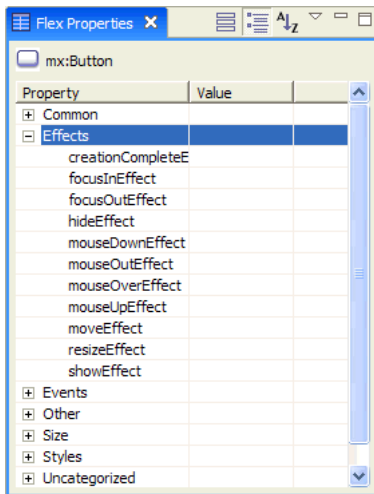 Flex Properties
mx:Button
Property Value
Common
Effects
creationCompleteE
focusInEffect
focusOutEffect
hideEffect
mouseDownEffect
mouseOutEffect
mouseOverEffect
mouseUpEffect
moveEffect
resizeEffect
showEffect
Events
Other
Size
Styles
Uncategorized